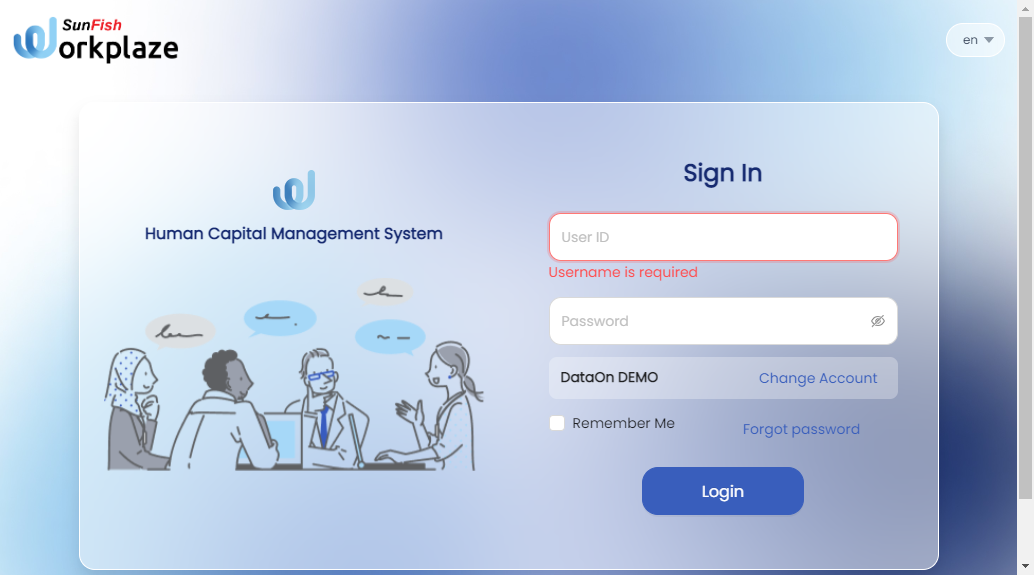 SunFish
Workplaze
en
Human Capital Management System
Sign In
User ID
Username is required
Password
DataOn DEMO
Change Account
Remember Me
Forgot password
Login